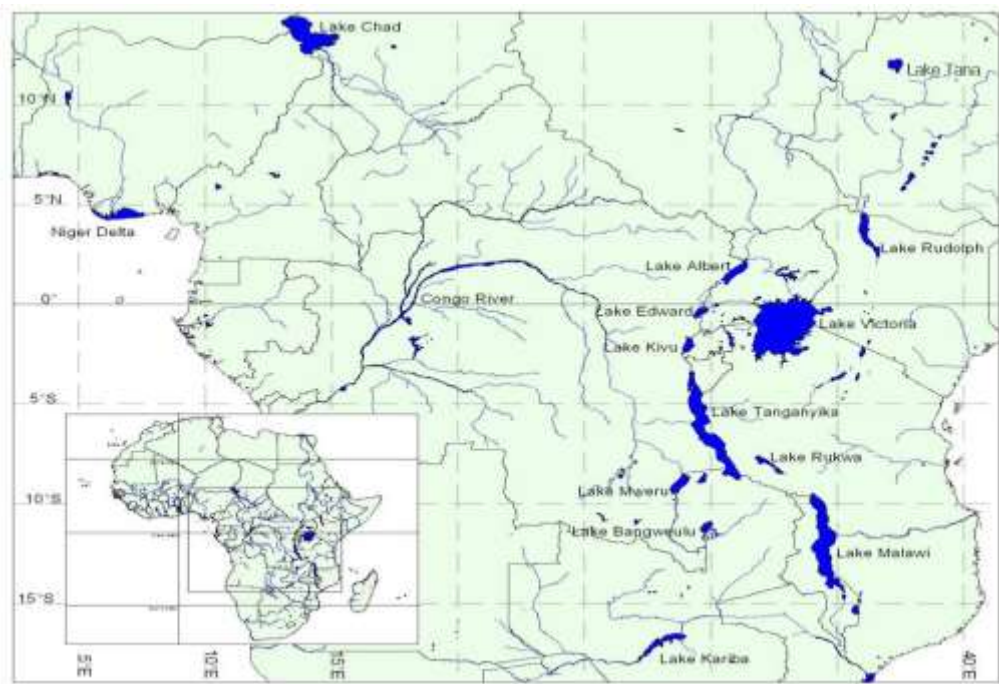 Lake Chad
Lake Tana
10°N
5°N
Niger Delta
Lake Rudolph
Lake Albert
0°
Congo River
Lake Edward
Lake Victoria
Lake Kivu
5°S
Lake Tanganyika
Lake Rukwa
10°S
Lake Mweru
Lake Bangweulu
Lake Malawi
15°S
Lake Kariba
5°E
10°E
15°E
40°E